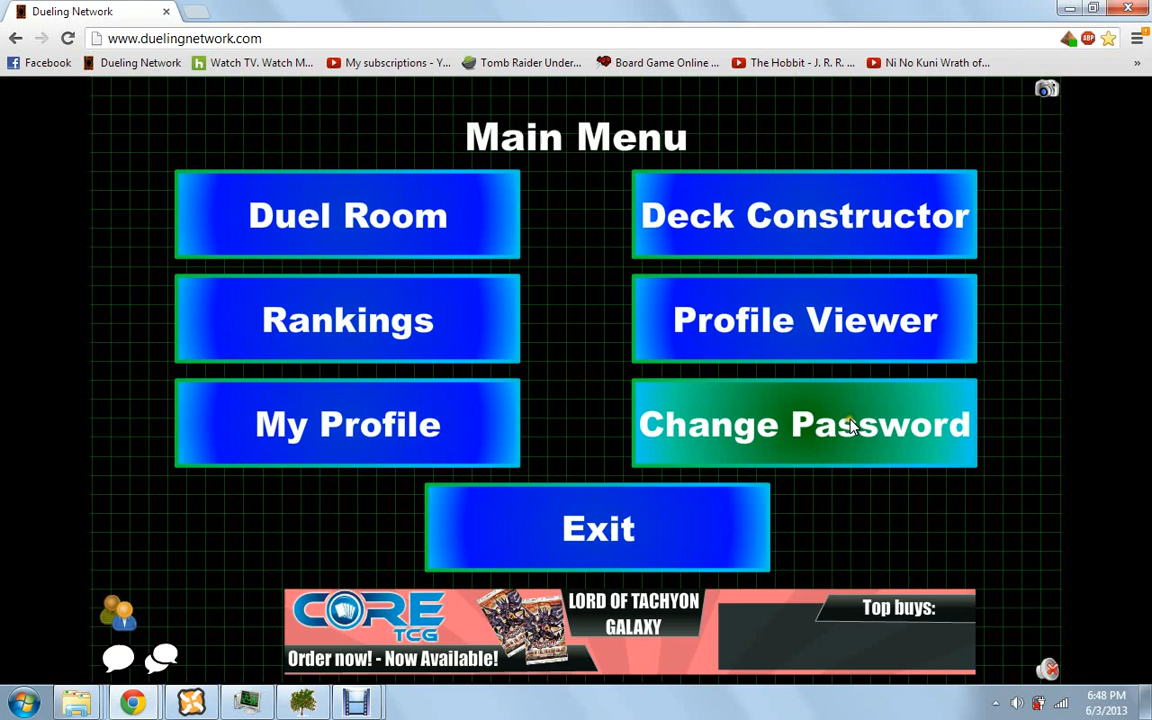 Dueling Network
www.duelingnetwork.com
Facebook
Dueling Network
Watch TV. Watch M...
My subscriptions - Y...
Tomb Raider Under...
Board Game Online ...
The Hobbit - J. R. R. ...
Ni No Kuni Wrath of...
»
ABP
Main Menu
Duel Room
Deck Constructor
Rankings
Profile Viewer
My Profile
Change Password
Exit
CORE
TCG
Order now! - Now Available!
LORD OF TACHYON
GALAXY
Top buys:
6:48 PM
6/3/2013